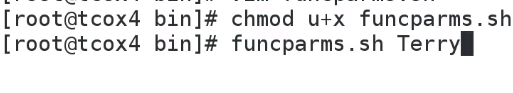 [root@tcox4 bin]# chmod u+x funcparms.sh
[root@tcox4 bin]# funcparms.sh Terry